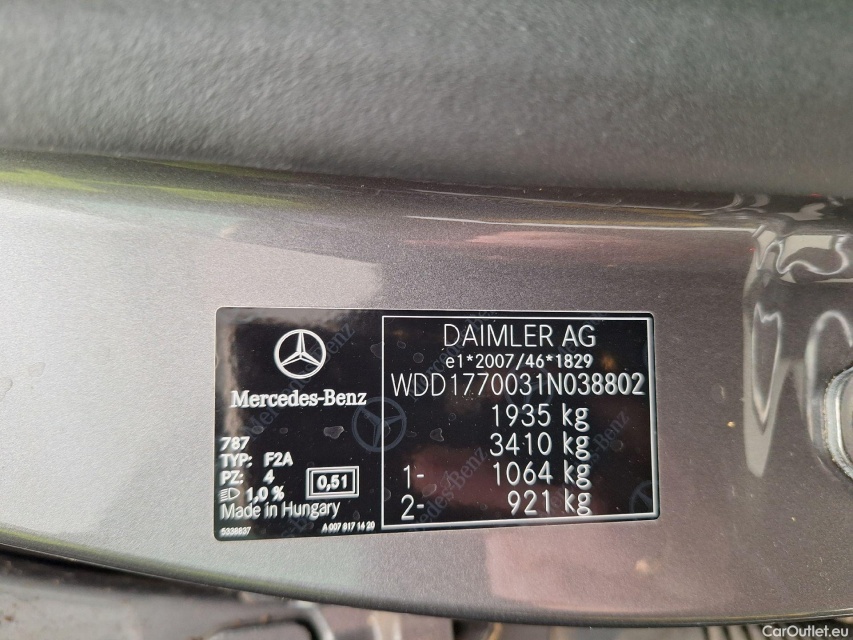 Mercedes-Benz
787
TYP: F2A
PZ: 4
1,0 %
0,51
Made in Hungary
5338837
A 007 817 14 20
DAIMLER AG
e1*2007/46*1829
WDD1770031N038802
1935 kg
3410 kg
1- 1064 kg
2- 921 kg
CarOutlet.eu